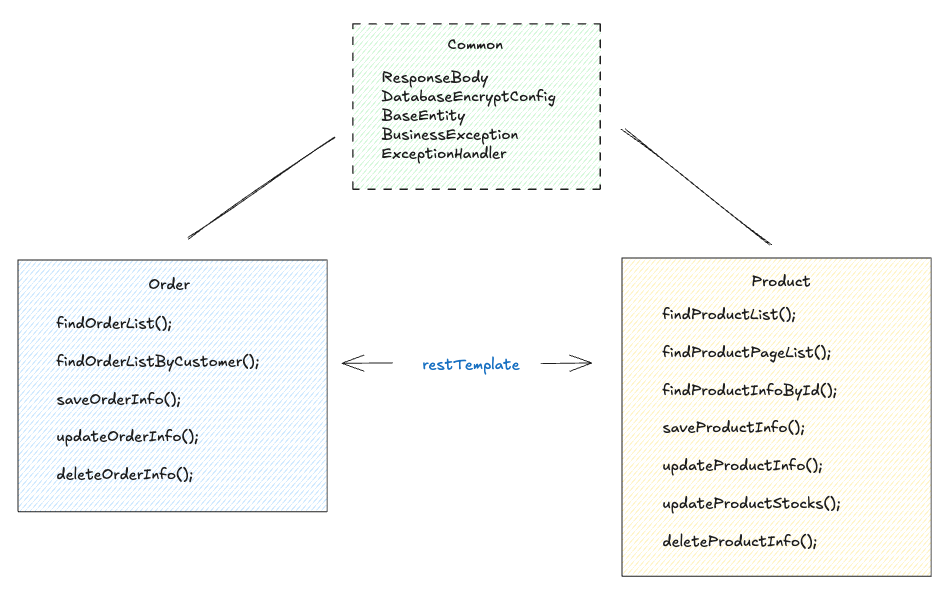 Common
ResponseBody
DatabaseEncryptConfig
BaseEntity
BusinessException
ExceptionHandler
Order
findOrderList();
findOrderListByCustomer();
saveOrderInfo();
updateOrderInfo();
deleteOrderInfo();
restTemplate
Product
findProductList();
findProductPageList();
findProductInfoById();
saveProductInfo();
updateProductInfo();
updateProductStocks();
deleteProductInfo();